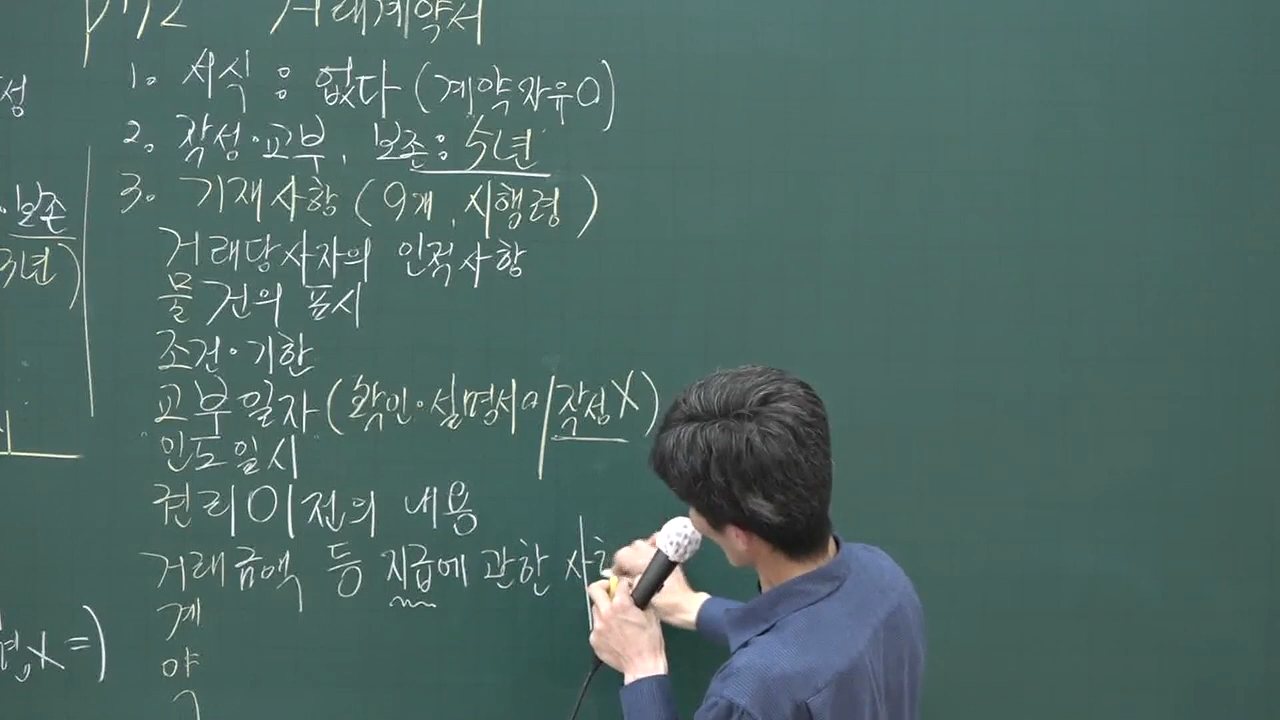 거래계약서
1. 서식 : 없다 (계약자유O)
2. 작성·교부, 보존: 5년
3. 기재사항 (9개, 시행령)
거래당사자의 인적사항
물건의 표시
조건·기한
교부일자 (확인·설명서O/작성X)
인도일시
권리이전의 내용
거래금액 등 지급에 관한 사
계
약
성
보존
3년)
X=)